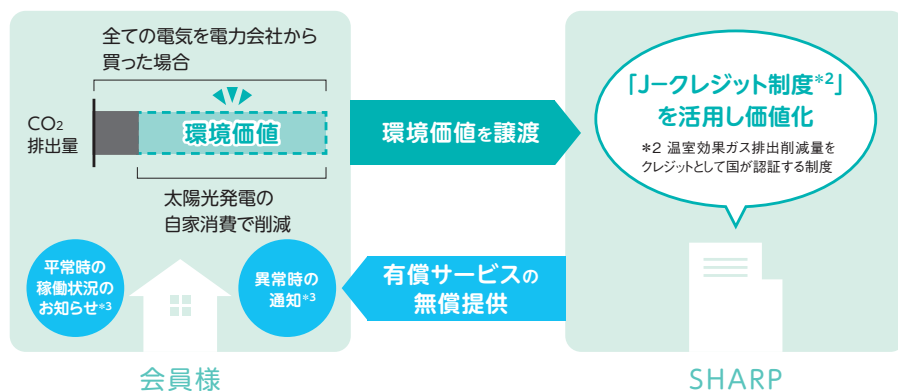 全ての電気を電力会社から
買った場合
CO2
排出量
環境価値
太陽光発電の
自家消費で削減
平常時の
稼働状況の
お知らせ*3
異常時の
通知*3
会員様
環境価値を譲渡
有償サービスの
無償提供
「J−クレジット制度*2」
を活用し価値化
*2 温室効果ガス排出削減量を
クレジットとして国が認証する制度
SHARP